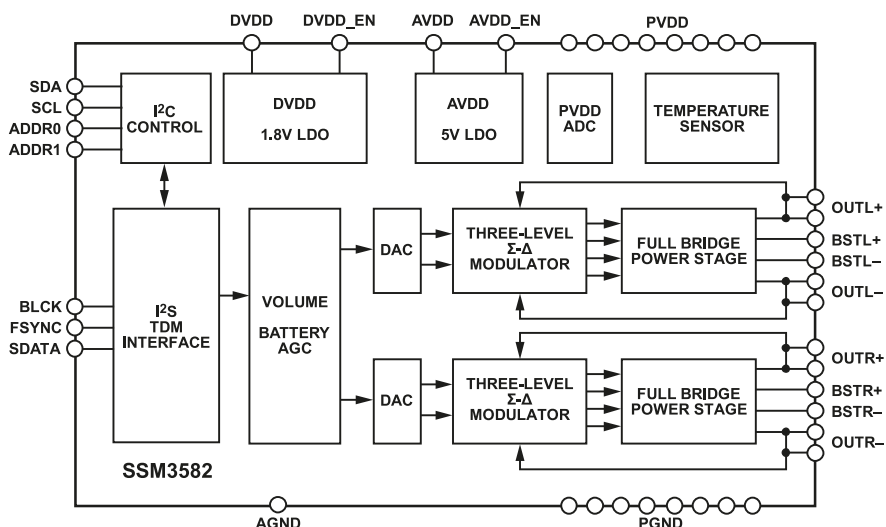 DVDD DVDD_EN AVDD AVDD_EN PVDD
SDA
SCL
ADDR0
ADDR1
I2C
CONTROL
DVDD
1.8V LDO
AVDD
5V LDO
PVDD
ADC
TEMPERATURE
SENSOR
BLCK
FSYNC
SDATA
I2S
TDM
INTERFACE
VOLUME
BATTERY
AGC
DAC
THREE-LEVEL
Σ-Δ
MODULATOR
FULL BRIDGE
POWER STAGE
OUTL+
BSTL+
BSTL–
OUTL–
DAC
THREE-LEVEL
Σ-Δ
MODULATOR
FULL BRIDGE
POWER STAGE
OUTR+
BSTR+
BSTR–
OUTR–
SSM3582
AGND PGND